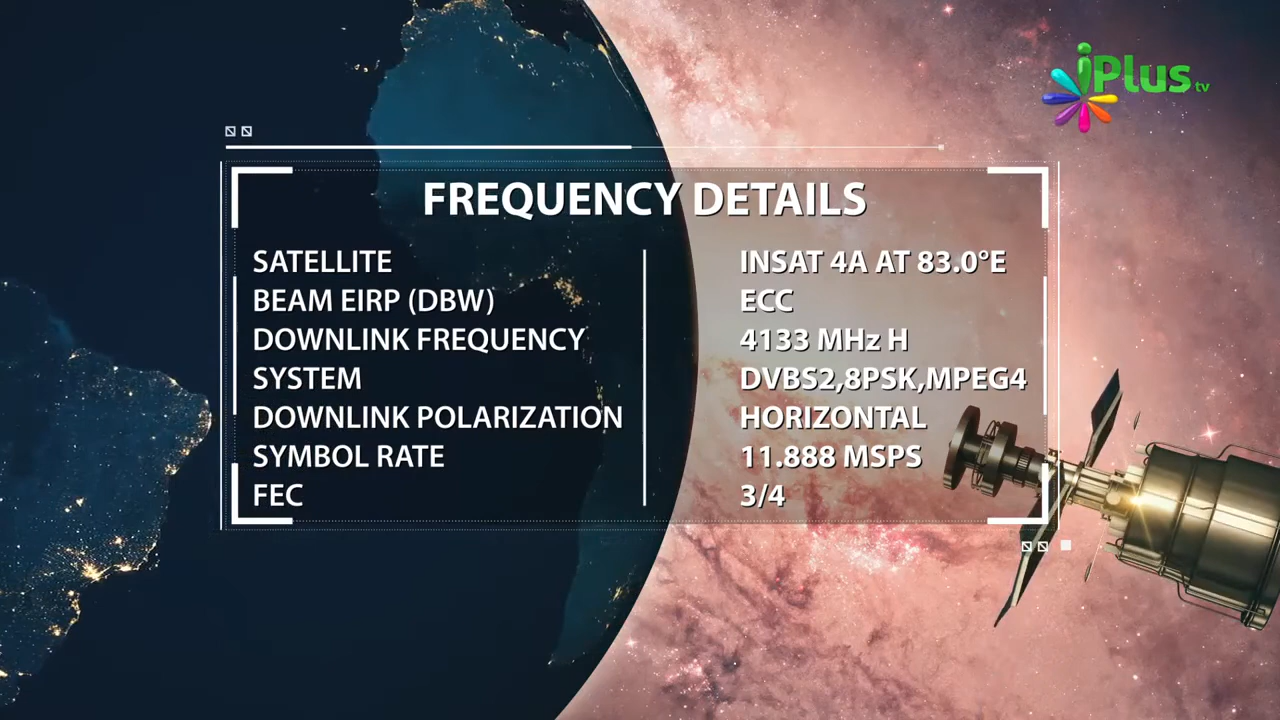 iPlus tv
FREQUENCY DETAILS
SATELLITE INSAT 4A AT 83.0°E
BEAM EIRP (DBW) ECC
DOWNLINK FREQUENCY 4133 MHz H
SYSTEM DVBS2,8PSK,MPEG4
DOWNLINK POLARIZATION HORIZONTAL
SYMBOL RATE 11.888 MSPS
FEC 3/4